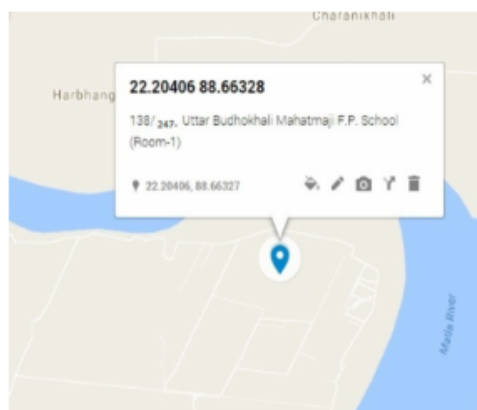 Charanikhali
Harbhang
22.20406 88.66328
×
138/247, Uttar Budhokhali Mahatmaji F.P. School
(Room-1)
22.20406, 88.66327
Matla River